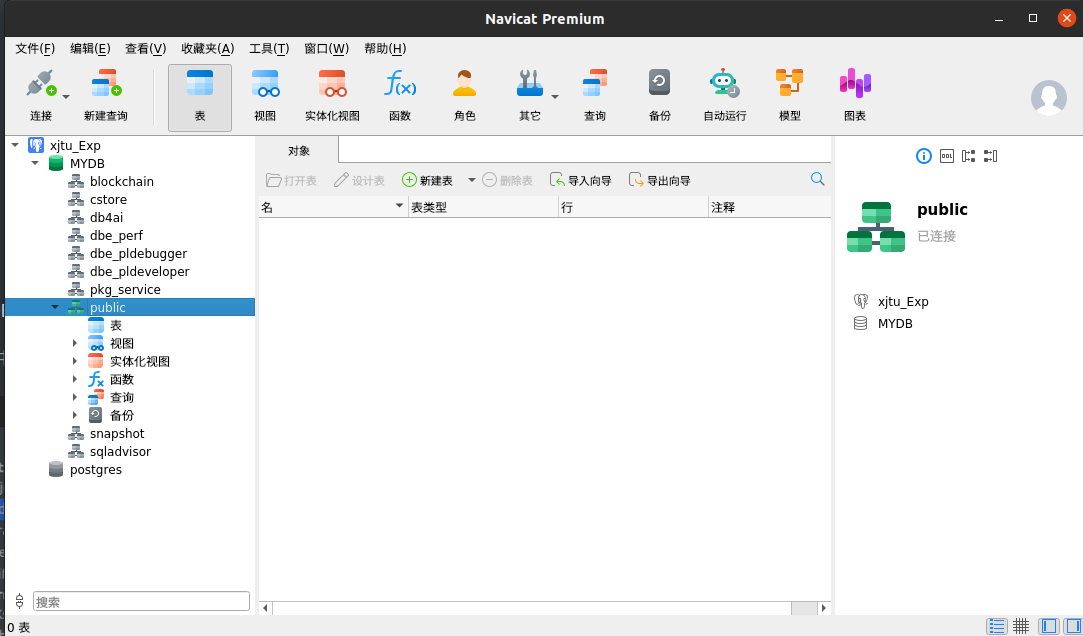 Navicat Premium
文件(F) 编辑(E) 查看(V) 收藏夹(A) 工具(T) 窗口(W) 帮助(H)
连接 新建查询 表 视图 实体化视图 函数 角色 其它 查询 备份 自动运行 模型 图表
xjtu_Exp
MYDB
blockchain
cstore
db4ai
dbe_perf
dbe_pldebugger
dbe_pldeveloper
pkg_service
public
表
视图
实体化视图
函数
查询
备份
snapshot
sqladvisor
postgres
搜索
对象
打开表 设计表 新建表 删除表 导入向导 导出向导
名 表类型 行 注释
DDL
public
已连接
xjtu_Exp
MYDB
0 表